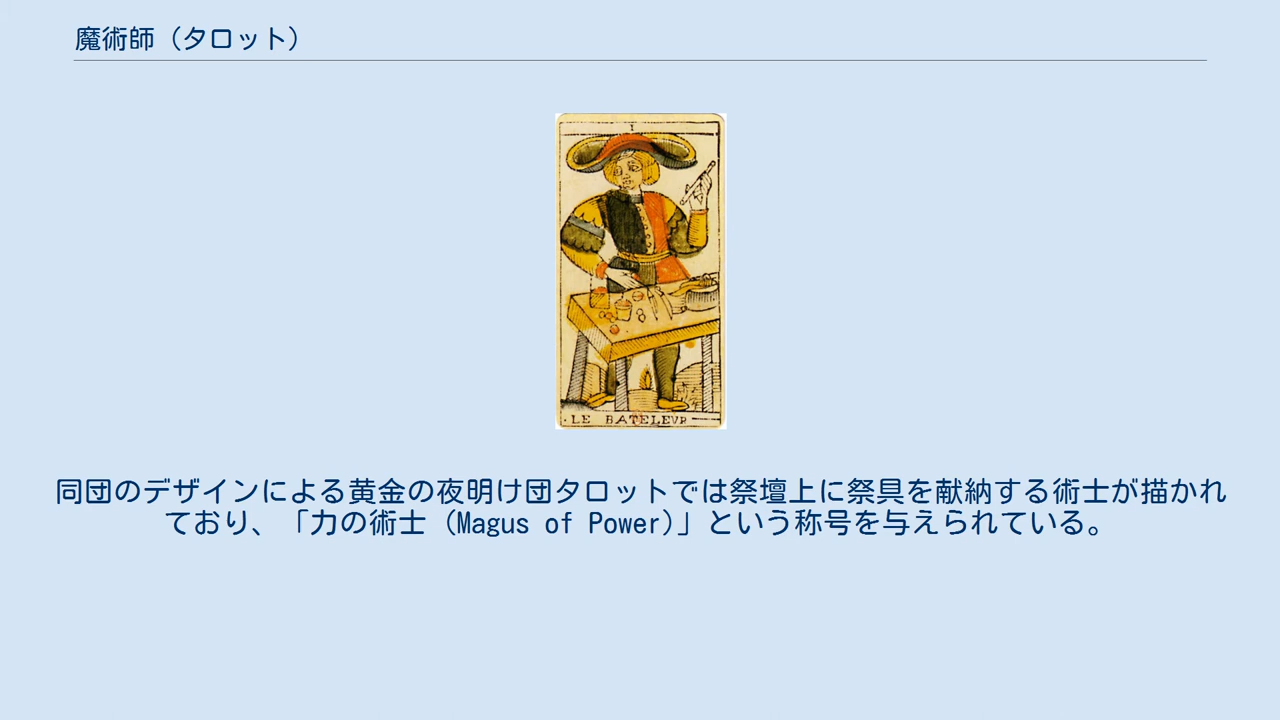 魔術師（タロット）
I
LE BATELEVR
同団のデザインによる黄金の夜明け団タロットでは祭壇上に祭具を献納する術士が描かれ
ており、「力の術士（Magus of Power）」という称号を与えられている。